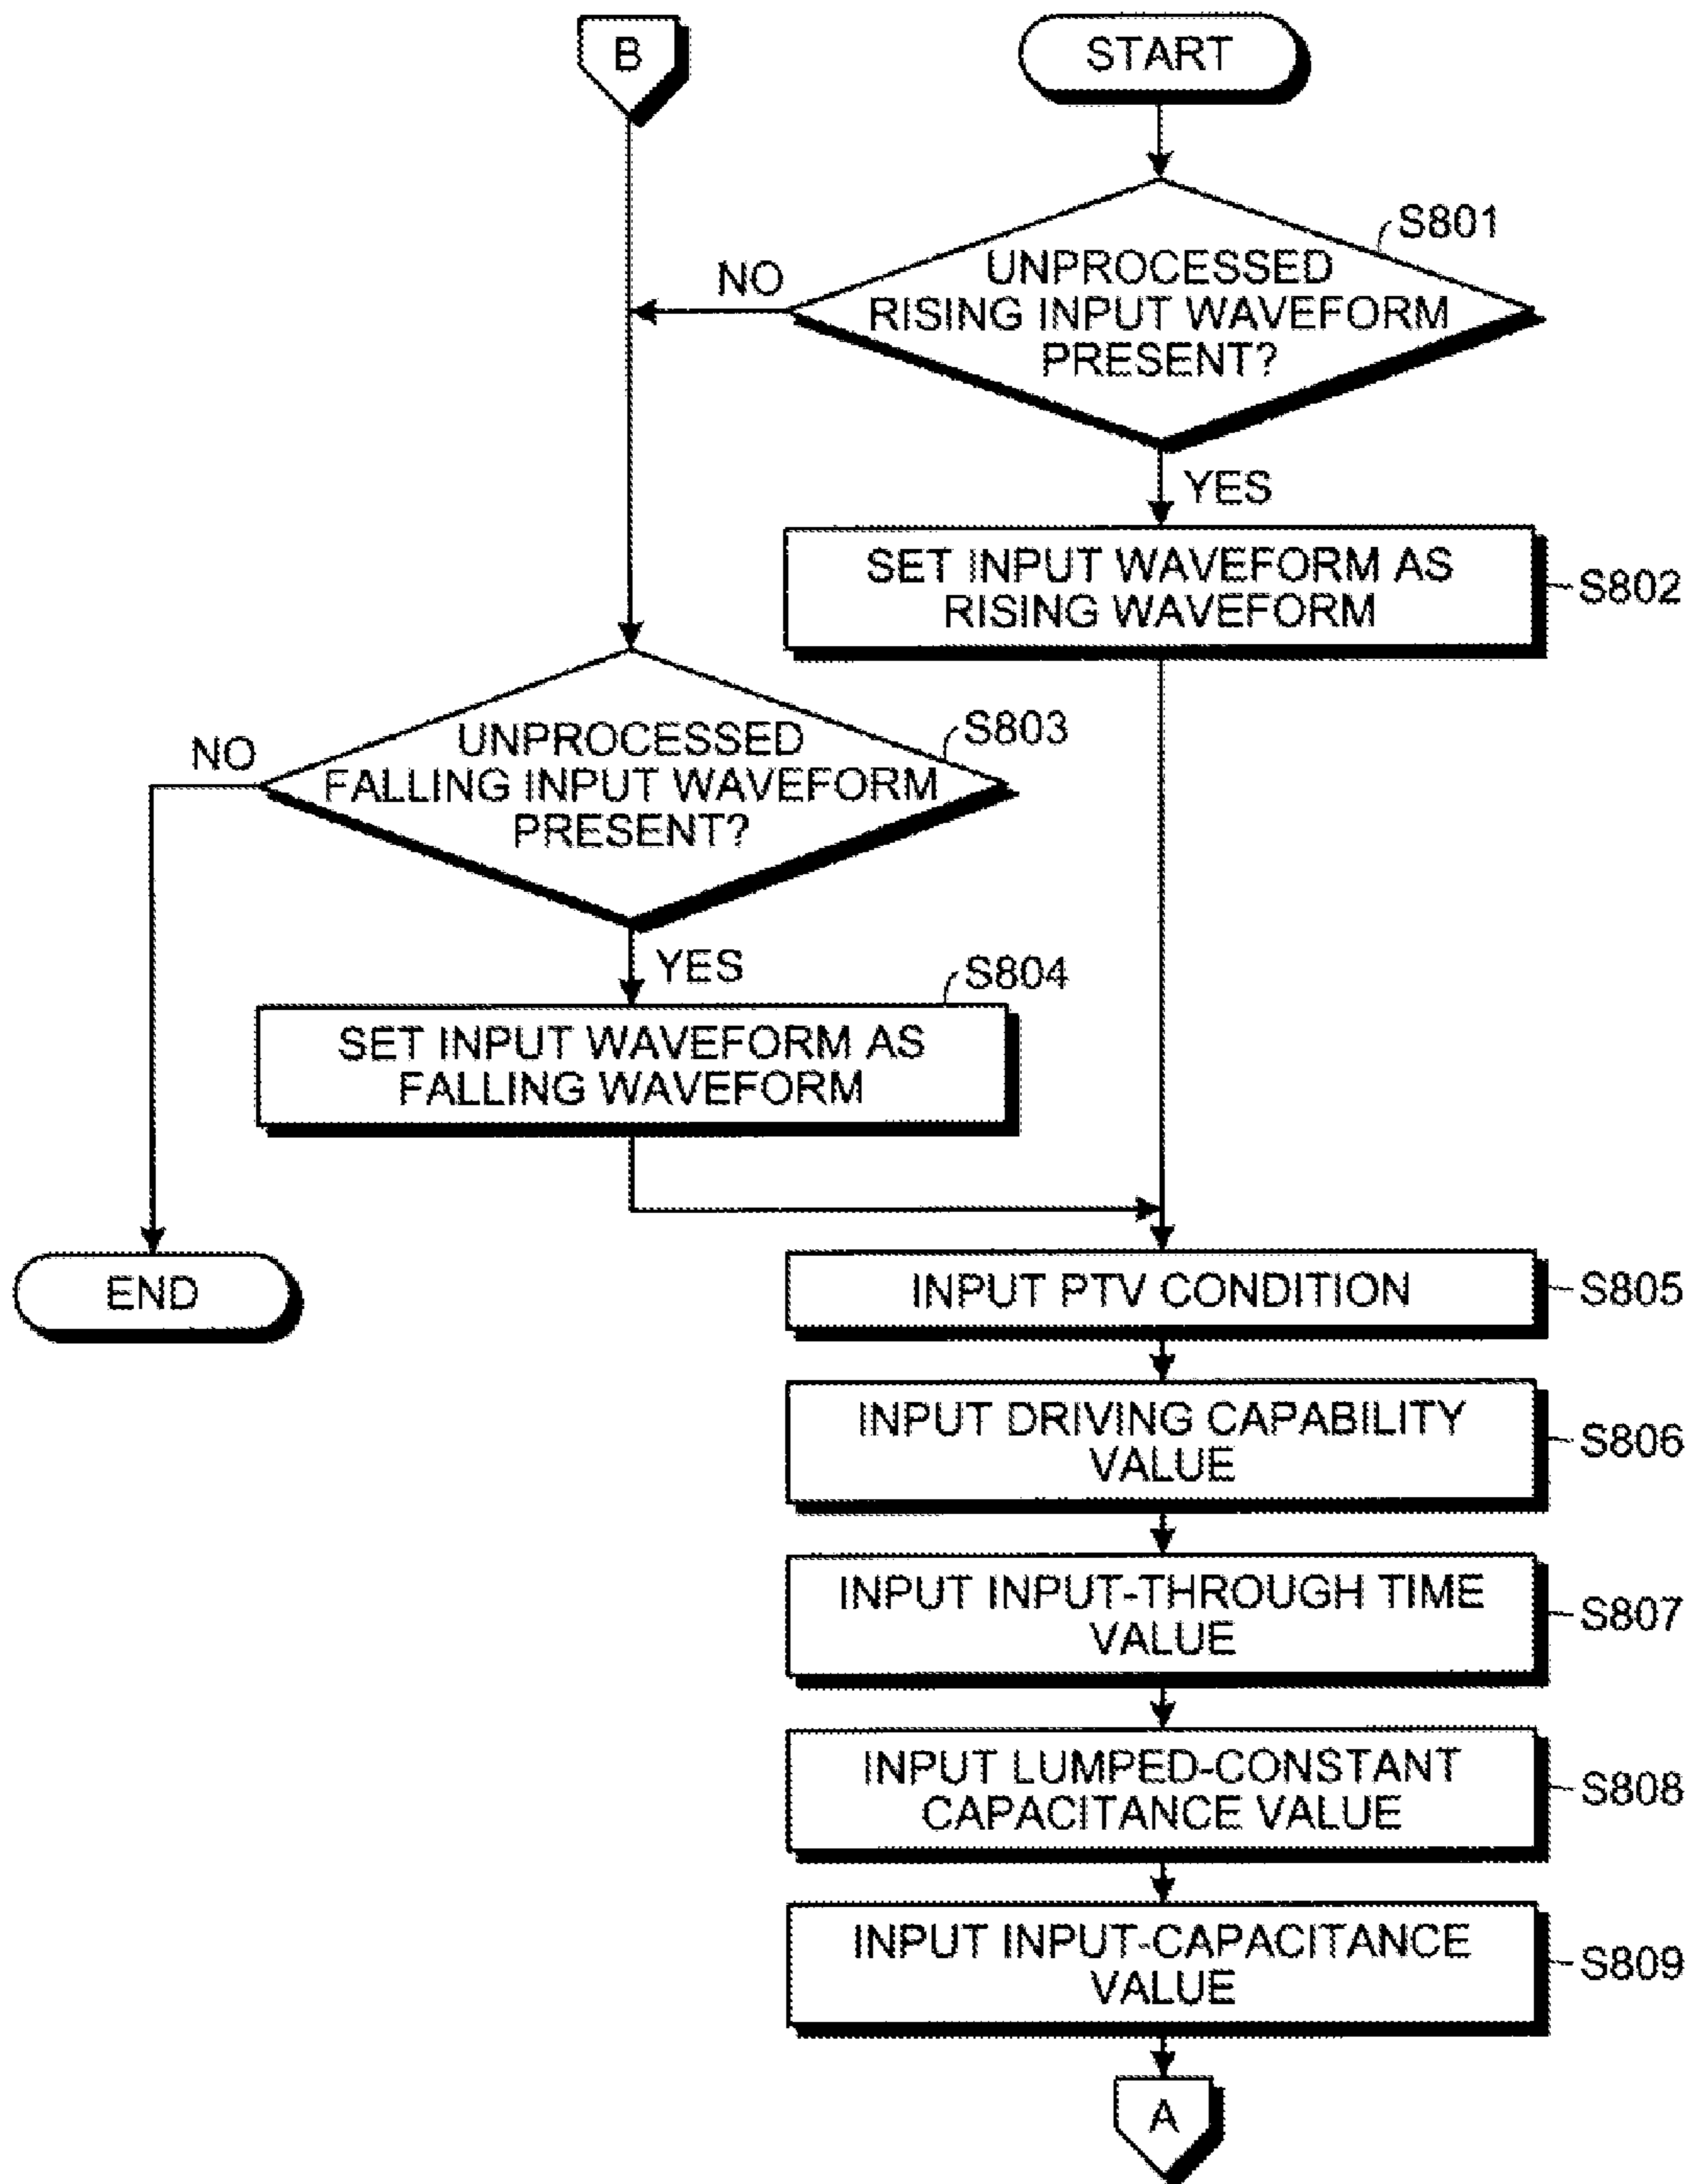 B
START
S801
NO
UNPROCESSED
RISING INPUT WAVEFORM
PRESENT?
YES
SET INPUT WAVEFORM AS
RISING WAVEFORM
S802
S803
NO
UNPROCESSED
FALLING INPUT WAVEFORM
PRESENT?
YES
S804
SET INPUT WAVEFORM AS
FALLING WAVEFORM
END
INPUT PTV CONDITION
S805
INPUT DRIVING CAPABILITY
VALUE
S806
INPUT INPUT-THROUGH TIME
VALUE
S807
INPUT LUMPED-CONSTANT
CAPACITANCE VALUE
S808
INPUT INPUT-CAPACITANCE
VALUE
S809
A